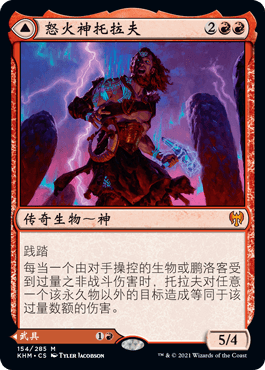 怒火神托拉夫 2
传奇生物～神
践踏
每当一个由对手操控的生物或鹏洛客受
到过量之非战斗伤害时，托拉夫对任意
一个该永久物以外的目标造成等同于该
过量数额的伤害。
武具 1
5/4
154/285 M
KHM • CS TYLER JACOBSON
™ & © 2021 Wizards of the Coast